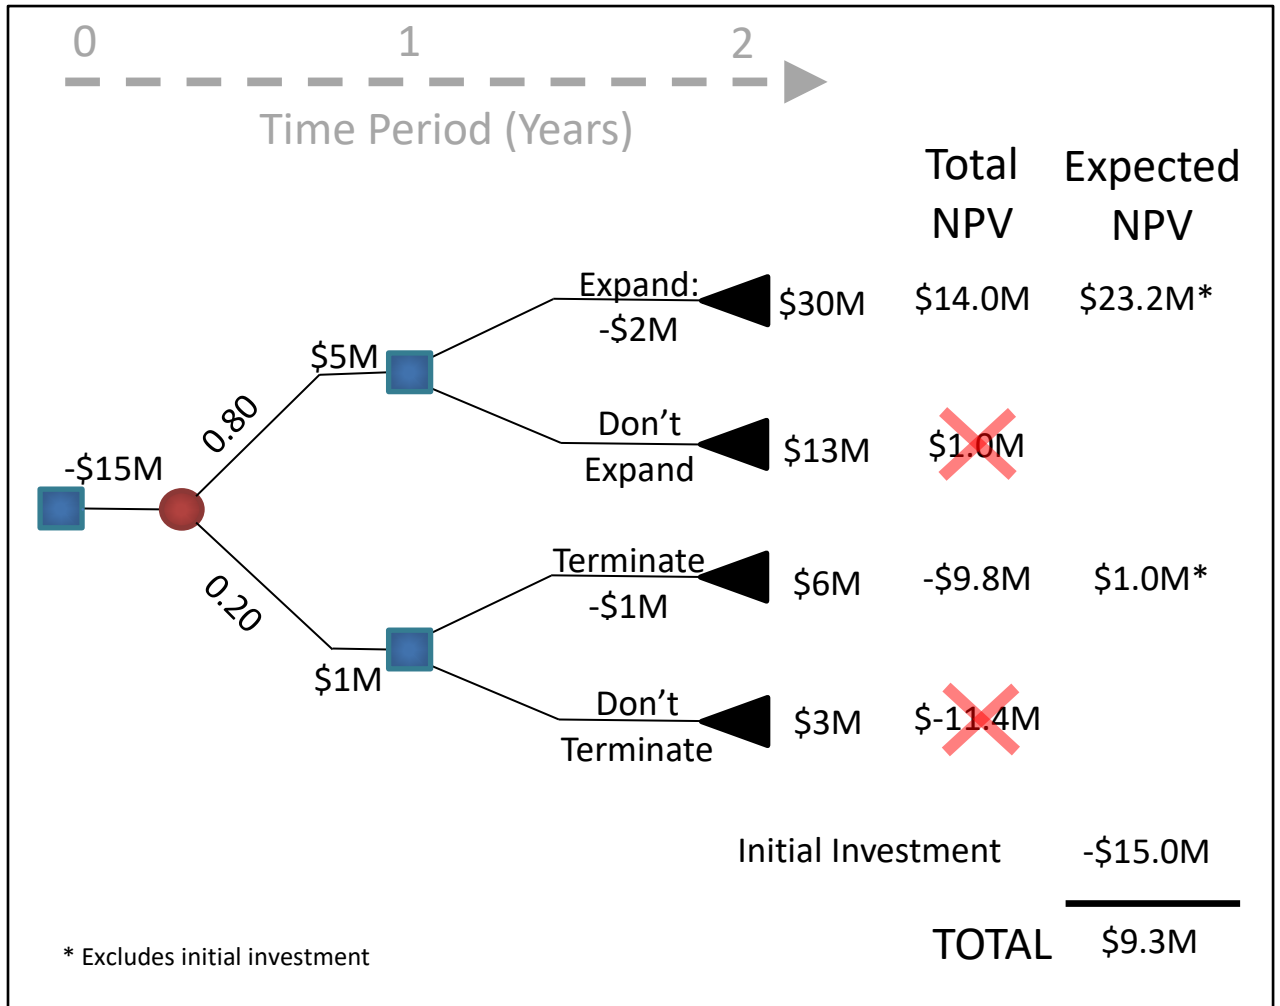 0 1 2
Time Period (Years)
Total Expected
NPV NPV
Expand:
-$2M
$30M $14.0M $23.2M*
$5M
0.80
Don't
Expand
$13M $1.0M
-$15M
Terminate
-$1M
$6M -$9.8M $1.0M*
0.20
$1M
Don't
Terminate
$3M $-11.4M
Initial Investment -$15.0M
TOTAL $9.3M
* Excludes initial investment